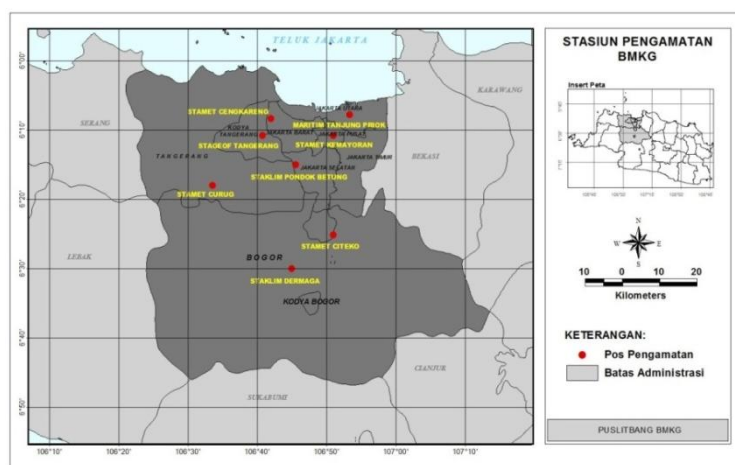 TELUK JAKARTA
6°00'
KARAWANG
STAMET CENGKARENG
JAKARTA UTARA
SERANG
6°10'
KODYA
TANGERANG
JAKARTA BARAT
MARITIM TANJUNG PRIOK
JAKARTA PUSAT
STAGEOF TANGERANG
STAMET KEMAYORAN
TANGERANG
JAKARTA TIMUR
BEKASI
JAKARTA SELATAN
STAKLIM PONDOK BETUNG
STAMET CURUG
6°20'
STAMET CITEKO
LEBAK
BOGOR
6°30'
STAKLIM DERMAGA
KODYA BOGOR
6°40'
CIANJUR
SUKABUMI
6°50'
106°10'
106°20'
106°30'
106°40'
106°50'
107°00'
107°10'
STASIUN PENGAMATAN
BMKG
Insert Peta
N
W
E
S
10 0 10 20
Kilometers
KETERANGAN:
Pos Pengamatan
Batas Administrasi
PUSLITBANG BMKG